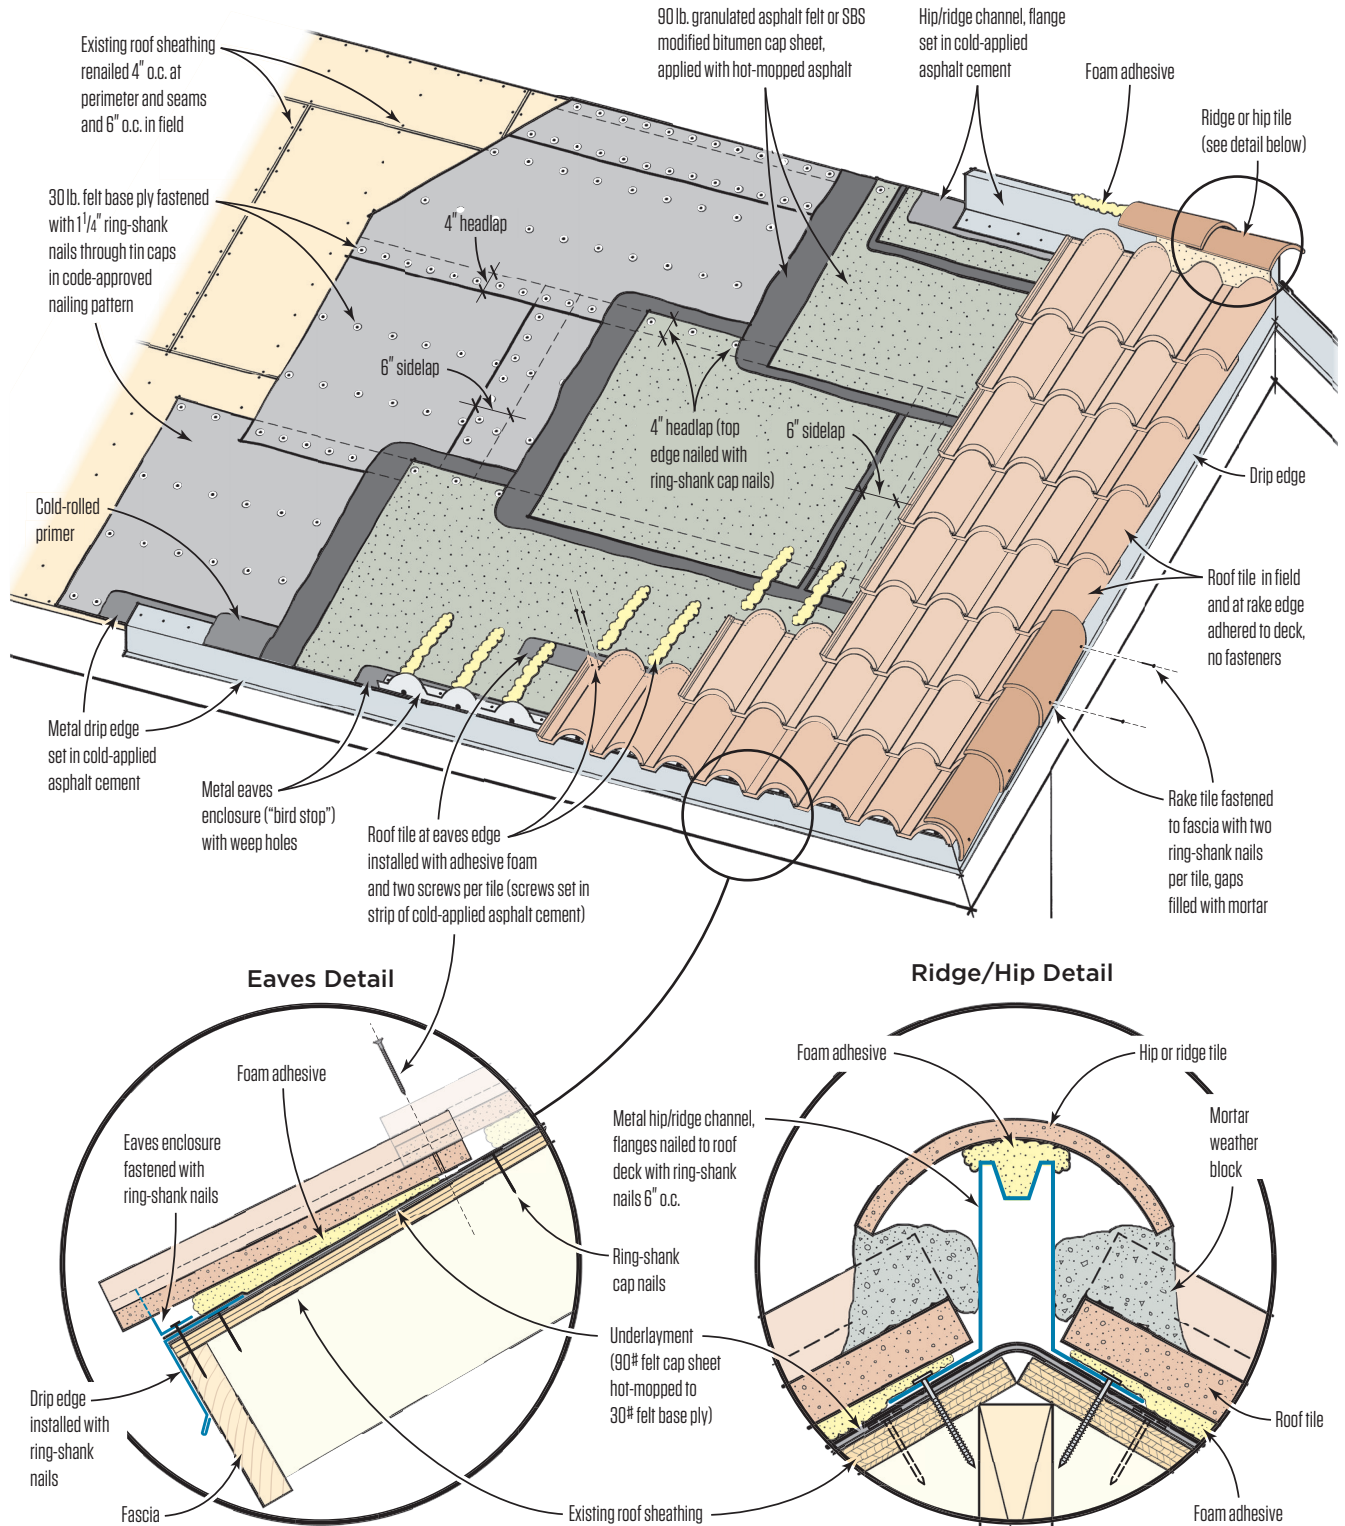 Existing roof sheathing
renailed 4" o.c. at
perimeter and seams
and 6" o.c. in field
90 lb. granulated asphalt felt or SBS
modified bitumen cap sheet,
applied with hot-mopped asphalt
Hip/ridge channel, flange
set in cold-applied
asphalt cement
Foam adhesive
Ridge or hip tile
(see detail below)
30 lb. felt base ply fastened
with 1 1/4" ring-shank
nails through tin caps
in code-approved
nailing pattern
4" headlap
6" sidelap
4" headlap (top
edge nailed with
ring-shank cap nails)
6" sidelap
Drip edge
Cold-rolled
primer
Roof tile in field
and at rake edge
adhered to deck,
no fasteners
Metal drip edge
set in cold-applied
asphalt cement
Metal eaves
enclosure (“bird stop”)
with weep holes
Roof tile at eaves edge
installed with adhesive foam
and two screws per tile (screws set in
strip of cold-applied asphalt cement)
Rake tile fastened
to fascia with two
ring-shank nails
per tile, gaps
filled with mortar
Eaves Detail
Foam adhesive
Eaves enclosure
fastened with
ring-shank nails
Ring-shank
cap nails
Underlayment
(90# felt cap sheet
hot-mopped to
30# felt base ply)
Drip edge
installed with
ring-shank
nails
Fascia
Existing roof sheathing
Ridge/Hip Detail
Foam adhesive
Hip or ridge tile
Metal hip/ridge channel,
flanges nailed to roof
deck with ring-shank
nails 6" o.c.
Mortar
weather
block
Roof tile
Foam adhesive